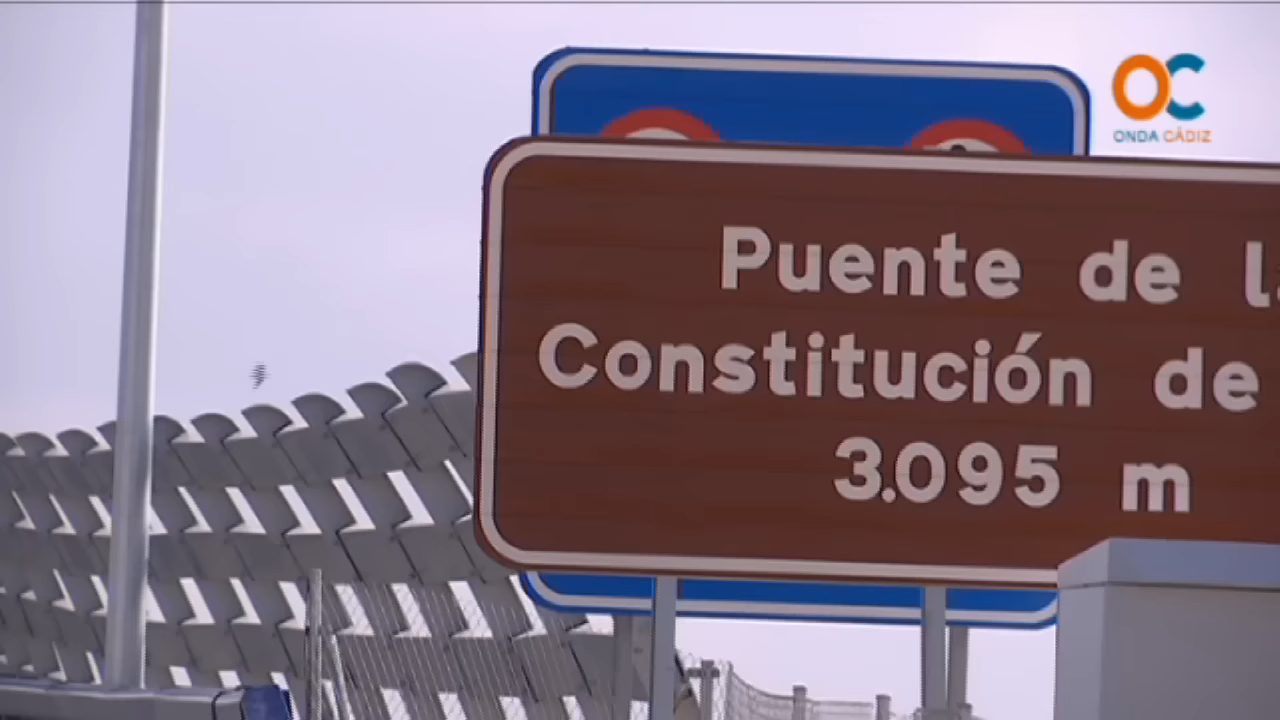 OC
ONDA CÁDIZ
Puente de
Constitución de
3.095 m